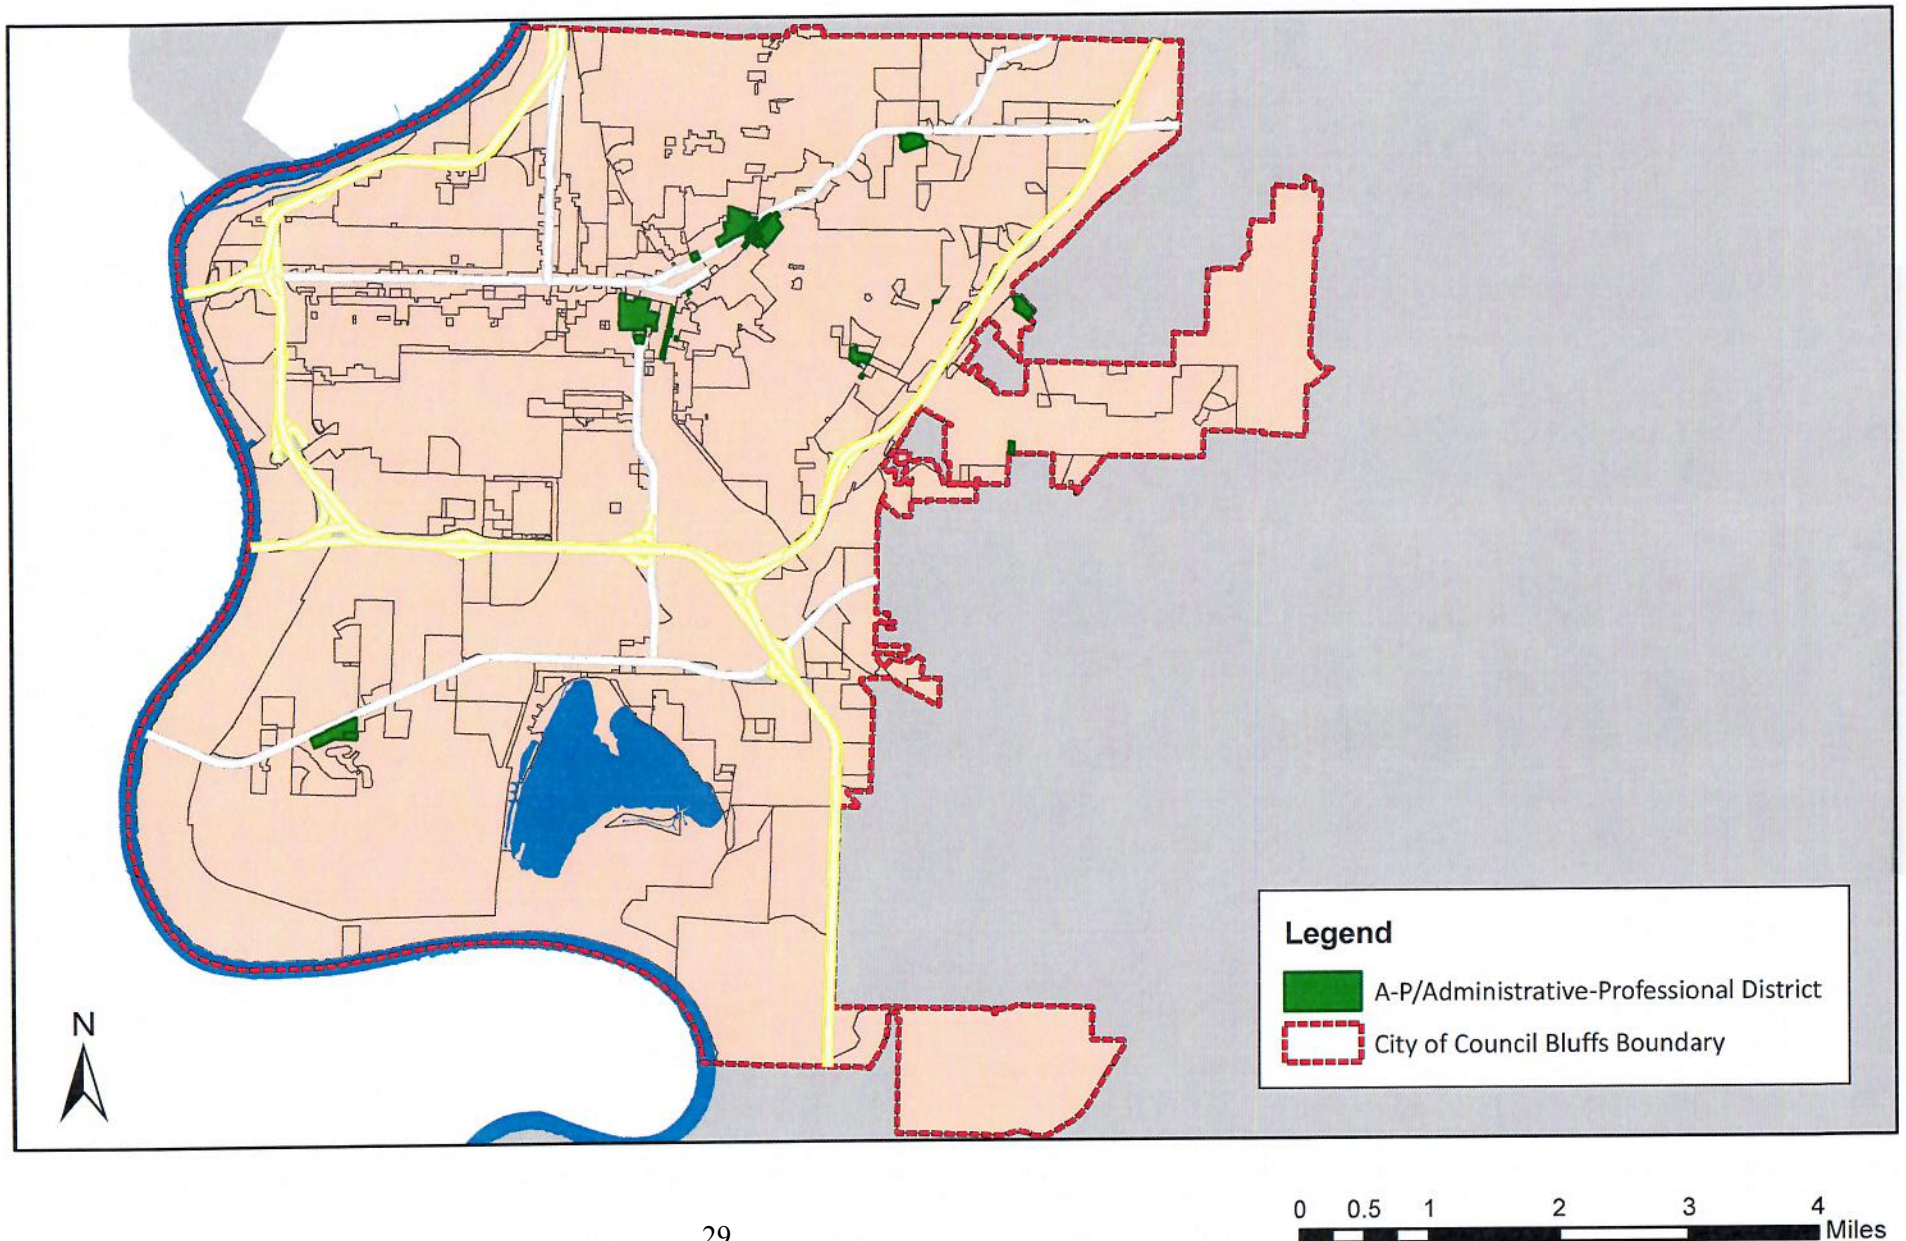 Legend
A-P/Administrative-Professional District
City of Council Bluffs Boundary
N
0 0.5 1 2 3 4
Miles
29